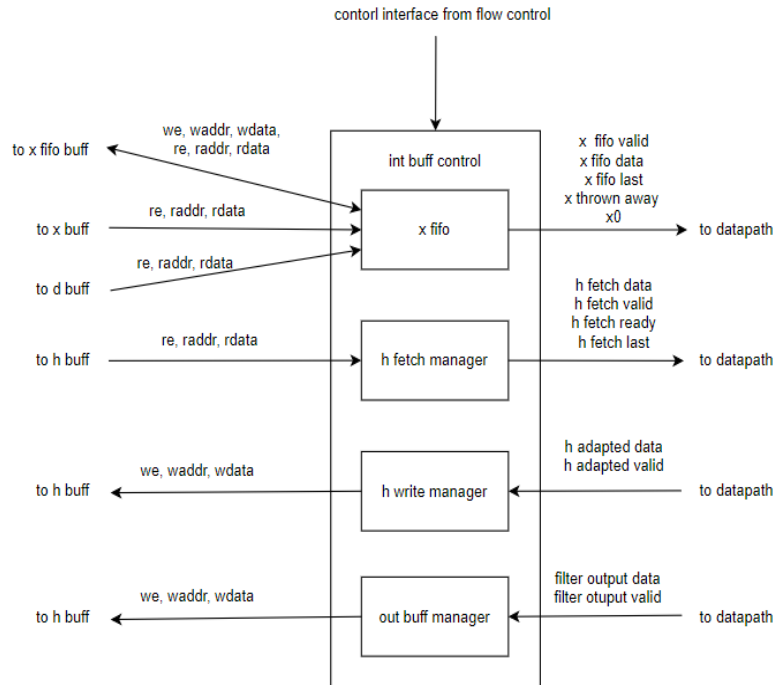 contorl interface from flow control
we, waddr, wdata,
re, raddr, rdata
to x fifo buff
int buff control
x fifo valid
x fifo data
x fifo last
x thrown away
x0
re, raddr, rdata
to x buff
x fifo
to datapath
re, raddr, rdata
to d buff
h fetch data
h fetch valid
h fetch ready
h fetch last
re, raddr, rdata
to h buff
h fetch manager
to datapath
h adapted data
h adapted valid
we, waddr, wdata
to h buff
h write manager
to datapath
filter output data
filter otuput valid
we, waddr, wdata
to h buff
out buff manager
to datapath